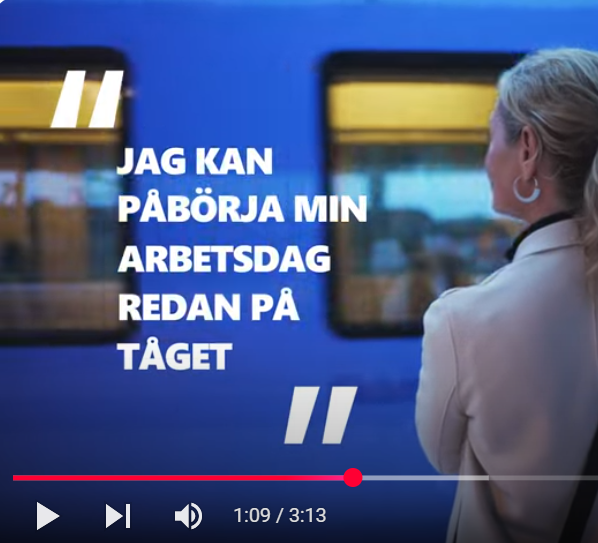 "
JAG KAN
PÅBÖRJA MIN
ARBETSDAG
REDAN PÅ
TÅGET
"
1:09 / 3:13